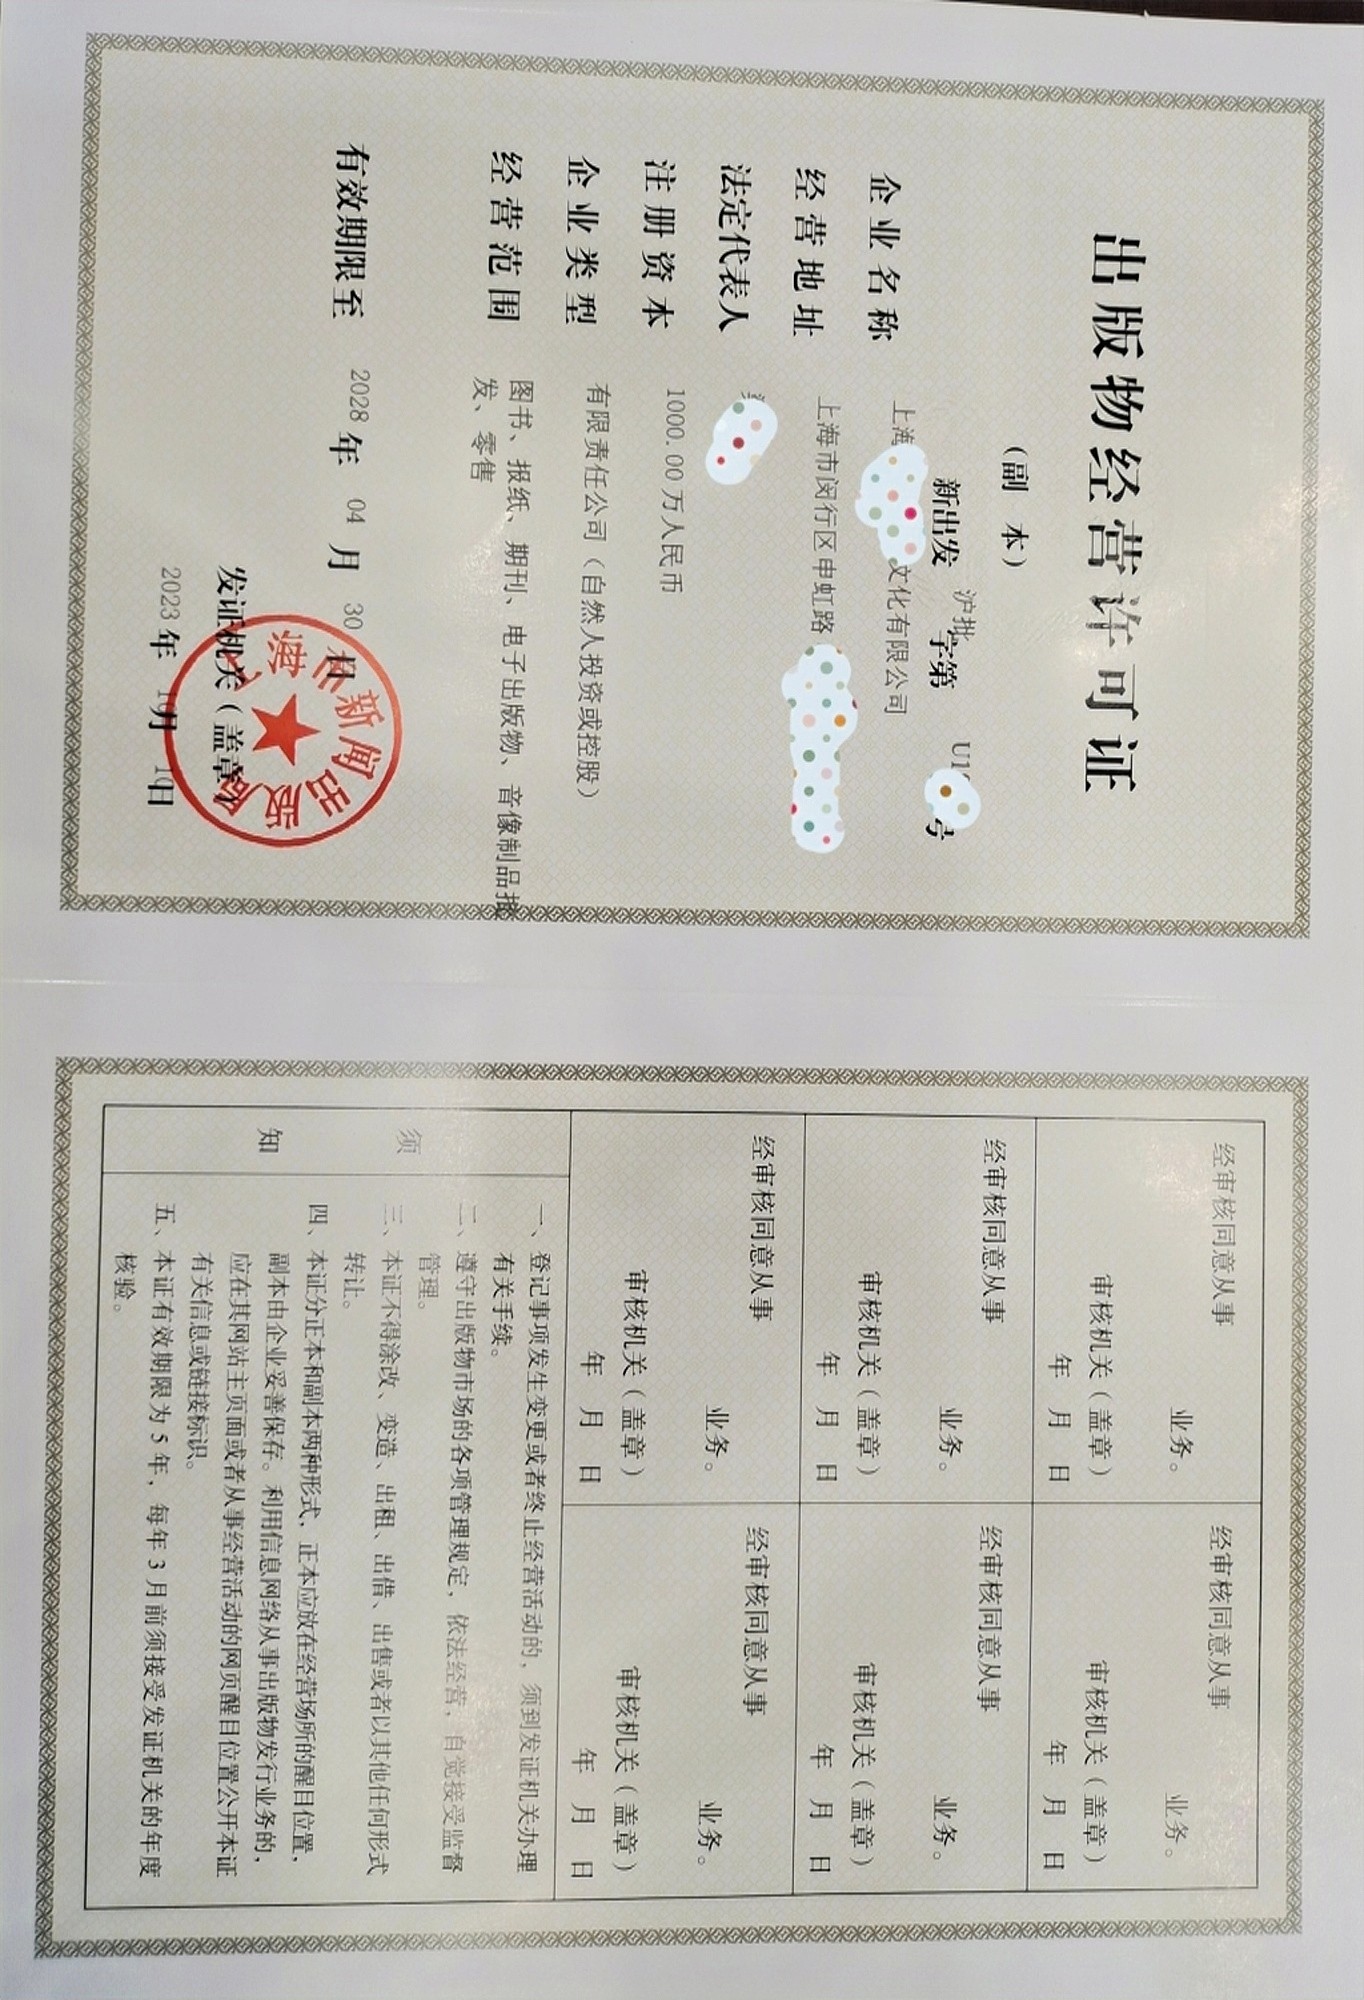 出版物经营许可证
（副 本）
新出发 沪批 字第 U1 号
企业名称 上海 文化有限公司
经营地址 上海市闵行区申虹路
法定代表人
注册资本 1000.00万人民币
企业类型 有限责任公司（自然人投资或控股）
经营范围 图书、报纸、期刊、电子出版物、音像制品批
发、零售
有效期限至 2028 年 04 月 30 日
发证机关（盖章）
2023 年 月 日
新闻出版
经审核同意从事
业务。
审核机关（盖章）
年 月 日
经审核同意从事
业务。
审核机关（盖章）
年 月 日
经审核同意从事
业务。
审核机关（盖章）
年 月 日
经审核同意从事
业务。
审核机关（盖章）
年 月 日
经审核同意从事
业务。
审核机关（盖章）
年 月 日
经审核同意从事
业务。
审核机关（盖章）
年 月 日
须
知
一、登记事项发生变更或者终止经营活动的，须到发证机关办理
有关手续。
二、遵守出版物市场的各项管理规定，依法经营，自觉接受监督
管理。
三、本证不得涂改、变造、出租、出借、出售或者以其他任何形式
转让。
四、本证分正本和副本两种形式，正本应放在经营场所的醒目位置，
副本由企业妥善保存。利用信息网络从事出版物发行业务的，
应在其网站主页面或者从事经营活动的网页醒目位置公开本证
有关信息或链接标识。
五、本证有效期限为 5 年，每年 3 月前须接受发证机关的年度
核验。